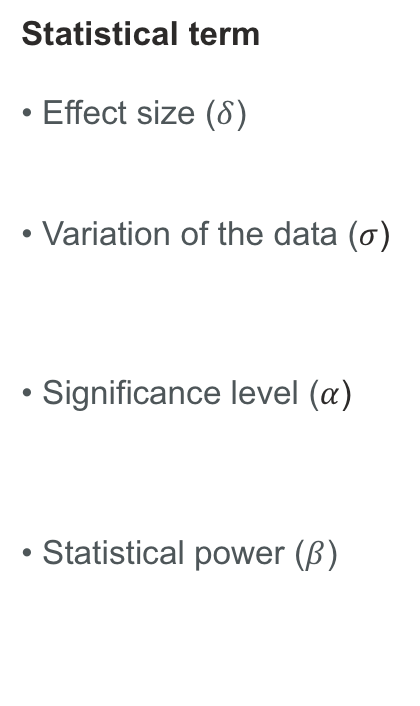 Statistical term
• Effect size (δ)
• Variation of the data (σ)
• Significance level (α)
• Statistical power (β)